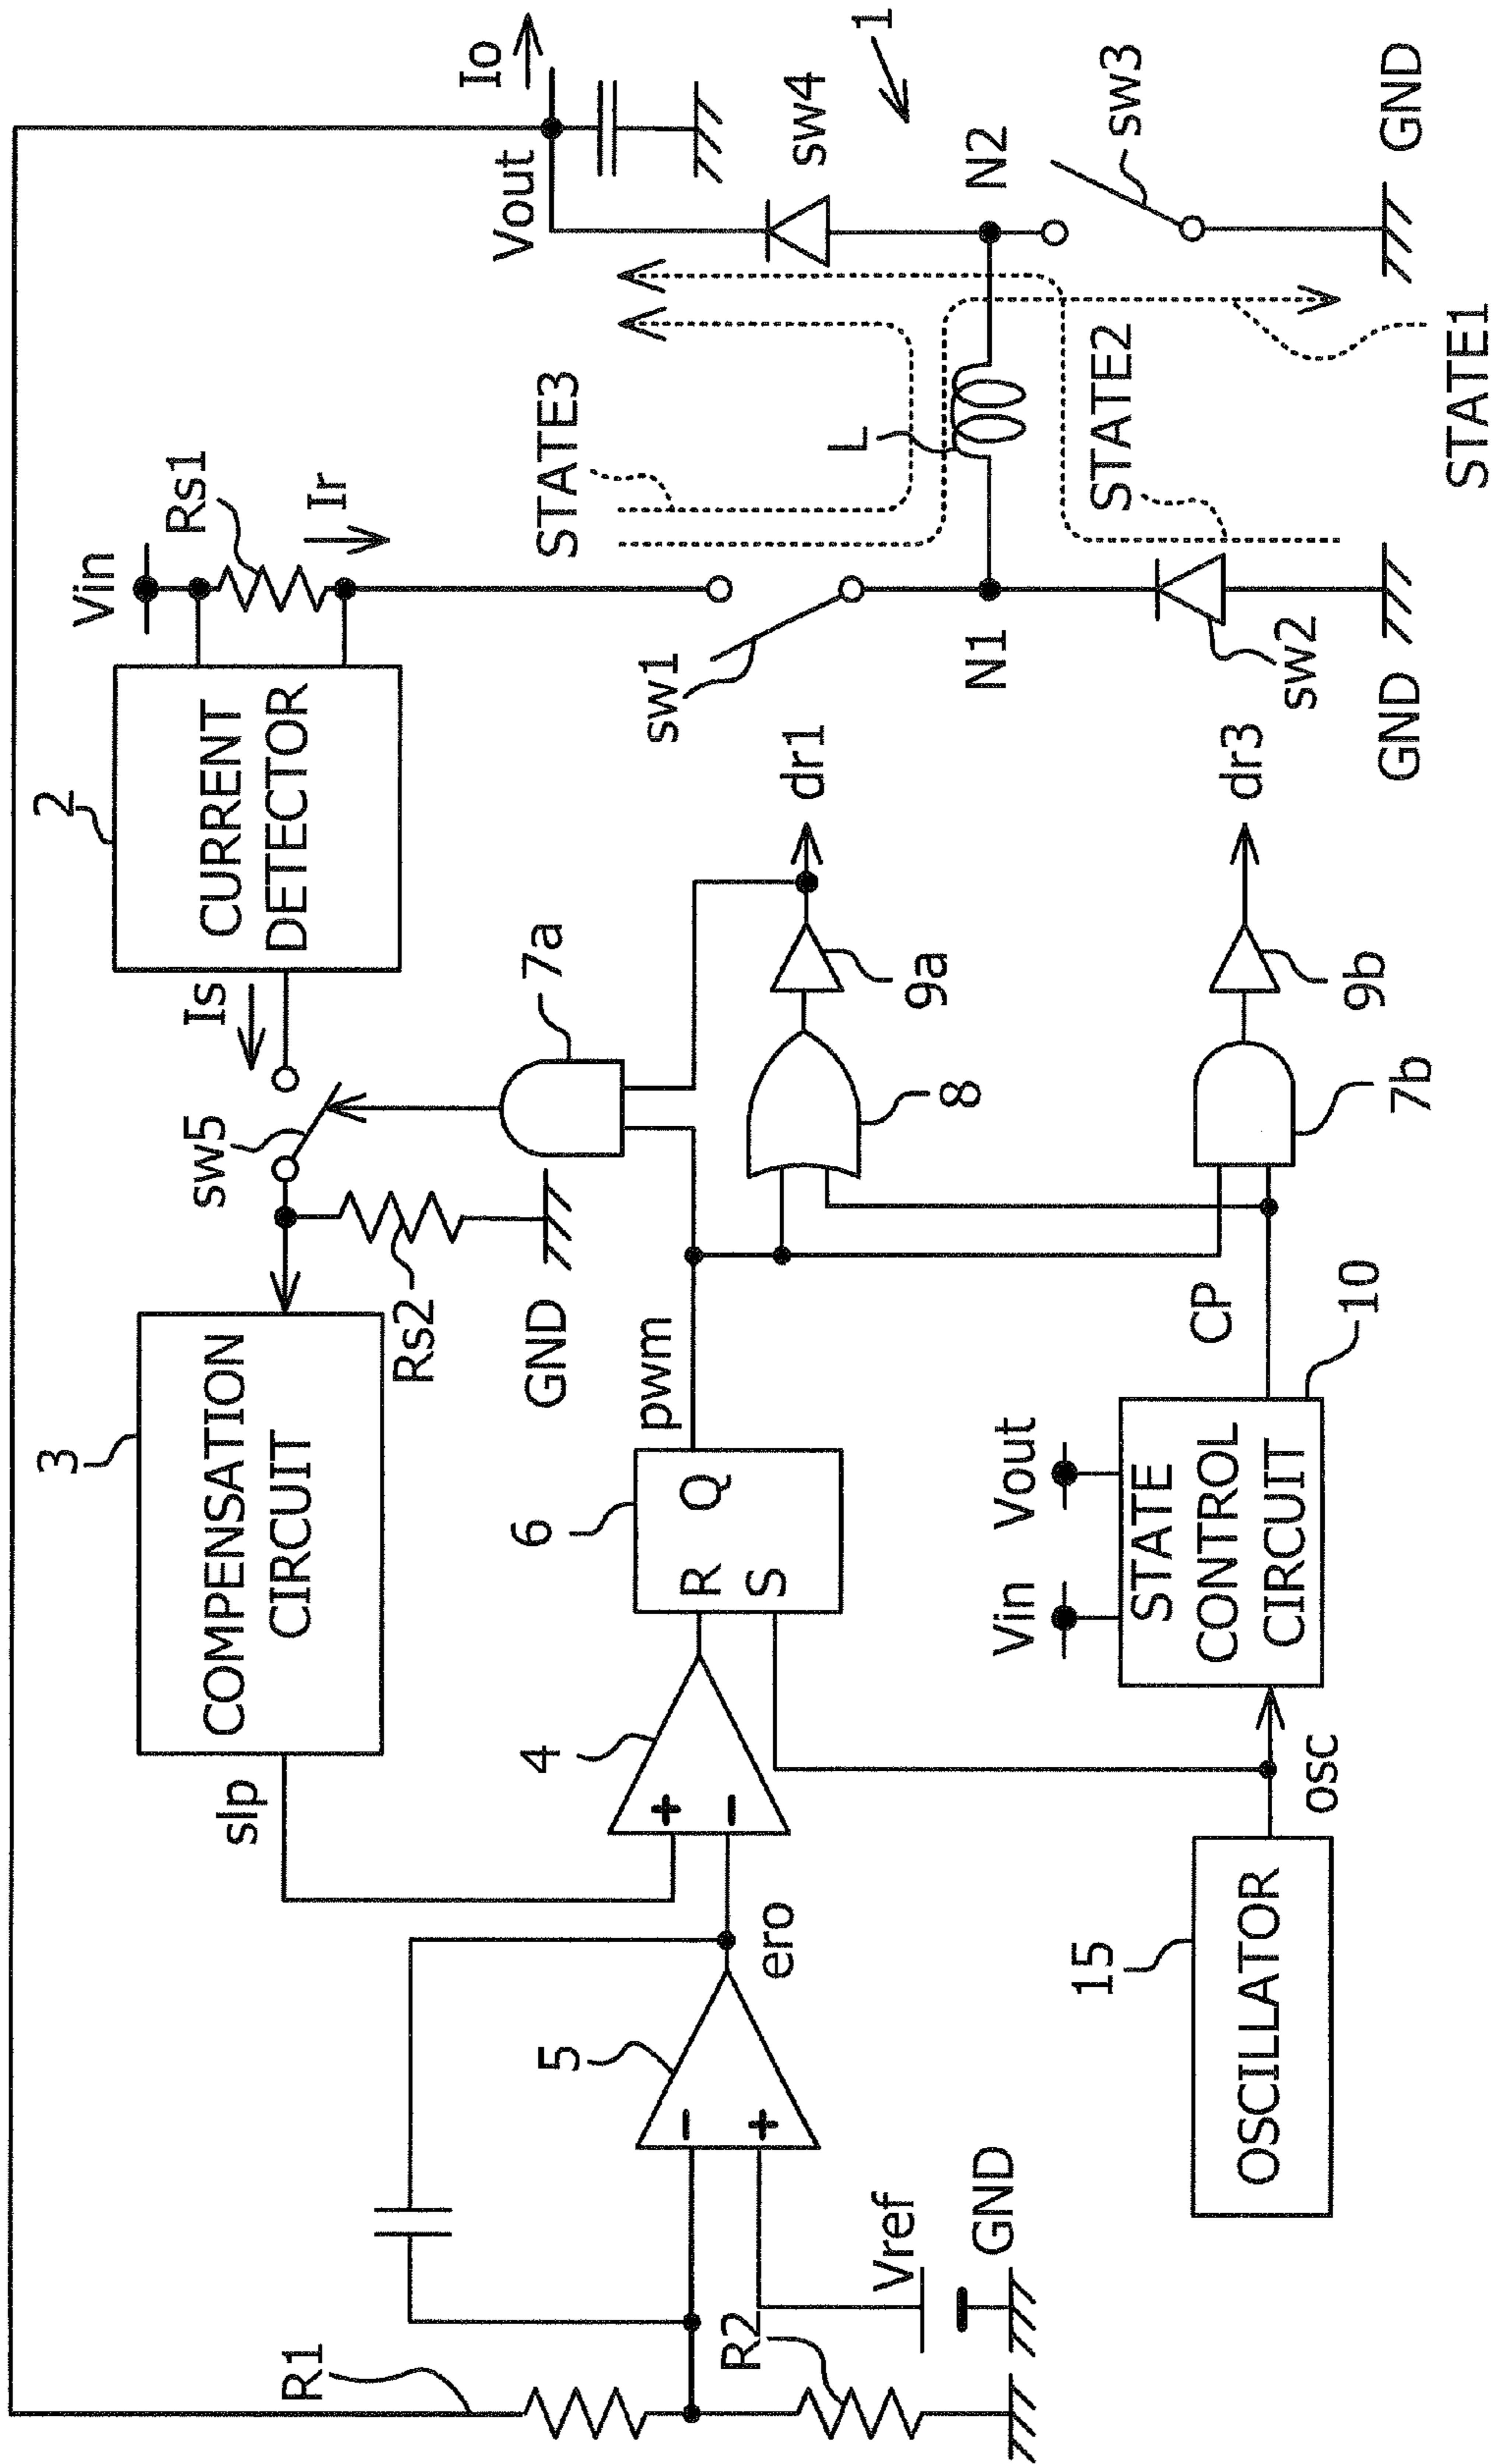 R1
R2
Vref
GND
5
ero
4
slp
3
COMPENSATION
CIRCUIT
Rs2
GND
sw5
Is
2
CURRENT
DETECTOR
Vin
Rs1
Ir
Vout
Io
1
6
R
S
Q
pwm
7a
8
9a
dr1
sw1
N1
sw2
GND
STATE3
L
STATE2
STATE1
N2
sw4
sw3
GND
15
OSCILLATOR
osc
Vin
Vout
STATE
CONTROL
CIRCUIT
10
CP
7b
9b
dr3